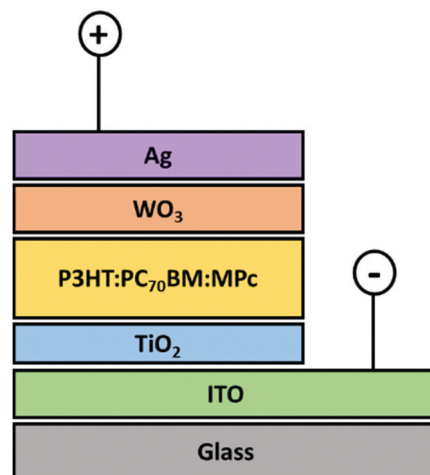 +
Ag
WO₃
P3HT:PC₇₀BM:MPc
-
TiO₂
ITO
Glass